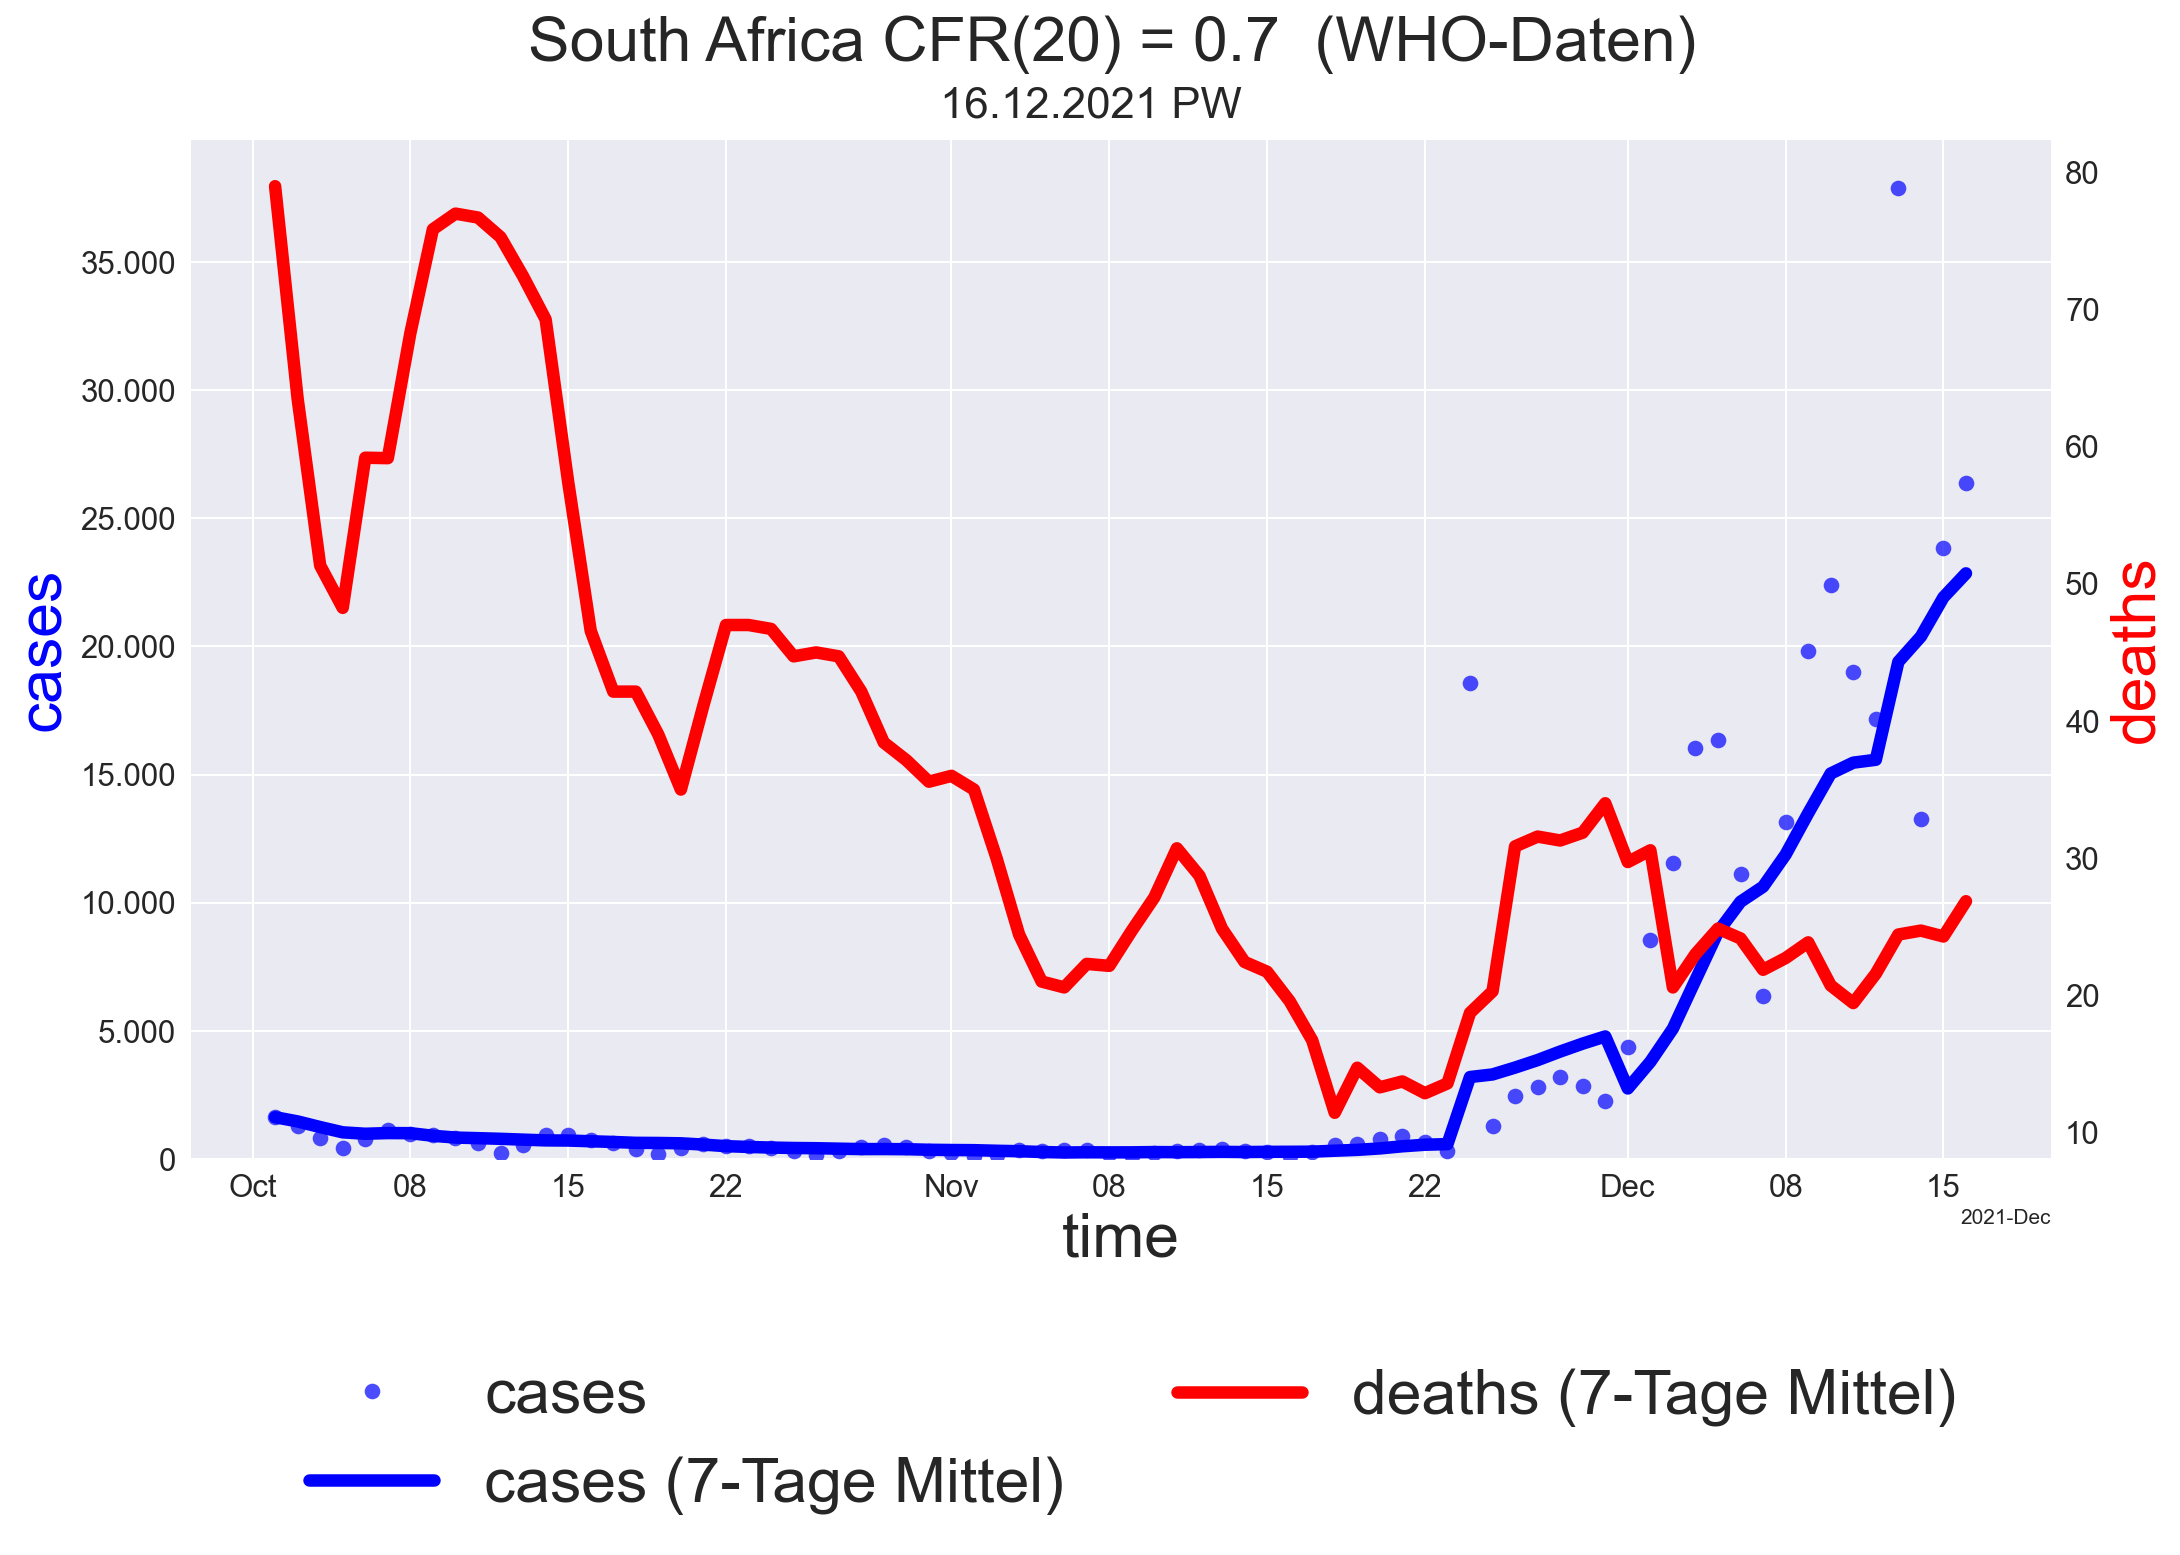 South Africa CFR(20) = 0.7 (WHO-Daten)
16.12.2021 PW
cases
35.000
30.000
25.000
20.000
15.000
10.000
5.000
0
80
70
60
50
40
30
20
10
deaths
Oct 08 15 22 Nov 08 15 22 Dec 08 15
2021-Dec
time
cases
cases (7-Tage Mittel)
deaths (7-Tage Mittel)